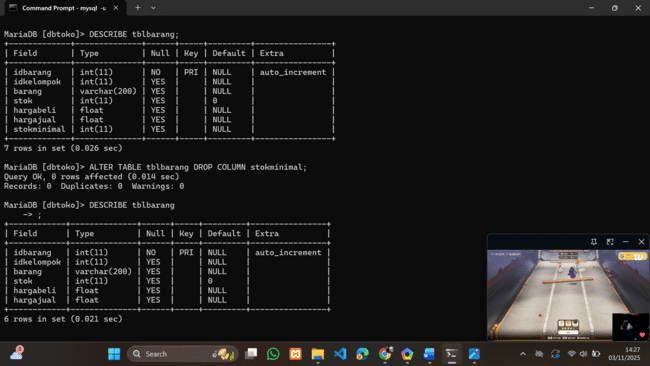 Command Prompt - mysql -u
MariaDB [dbtoko]> DESCRIBE tblbarang;
+-------------+--------------+------+-----+---------+----------------+
| Field       | Type         | Null | Key | Default | Extra          |
+-------------+--------------+------+-----+---------+----------------+
| idbarang    | int(11)      | NO   | PRI | NULL    | auto_increment |
| idkelompok  | int(11)      | YES  |     | NULL    |                |
| barang      | varchar(200) | YES  |     | NULL    |                |
| stok        | int(11)      | YES  |     | 0       |                |
| hargabeli   | float        | YES  |     | NULL    |                |
| hargajual   | float        | YES  |     | NULL    |                |
| stokminimal | int(11)      | YES  |     | NULL    |                |
+-------------+--------------+------+-----+---------+----------------+
7 rows in set (0.026 sec)
MariaDB [dbtoko]> ALTER TABLE tblbarang DROP COLUMN stokminimal;
Query OK, 0 rows affected (0.014 sec)
Records: 0  Duplicates: 0  Warnings: 0
MariaDB [dbtoko]> DESCRIBE tblbarang
    -> ;
+------------+--------------+------+-----+---------+----------------+
| Field      | Type         | Null | Key | Default | Extra          |
+------------+--------------+------+-----+---------+----------------+
| idbarang   | int(11)      | NO   | PRI | NULL    | auto_increment |
| idkelompok | int(11)      | YES  |     | NULL    |                |
| barang     | varchar(200) | YES  |     | NULL    |                |
| stok       | int(11)      | YES  |     | 0       |                |
| hargabeli  | float        | YES  |     | NULL    |                |
| hargajual  | float        | YES  |     | NULL    |                |
+------------+--------------+------+-----+---------+----------------+
6 rows in set (0.021 sec)
Search
14:27
03/11/2025